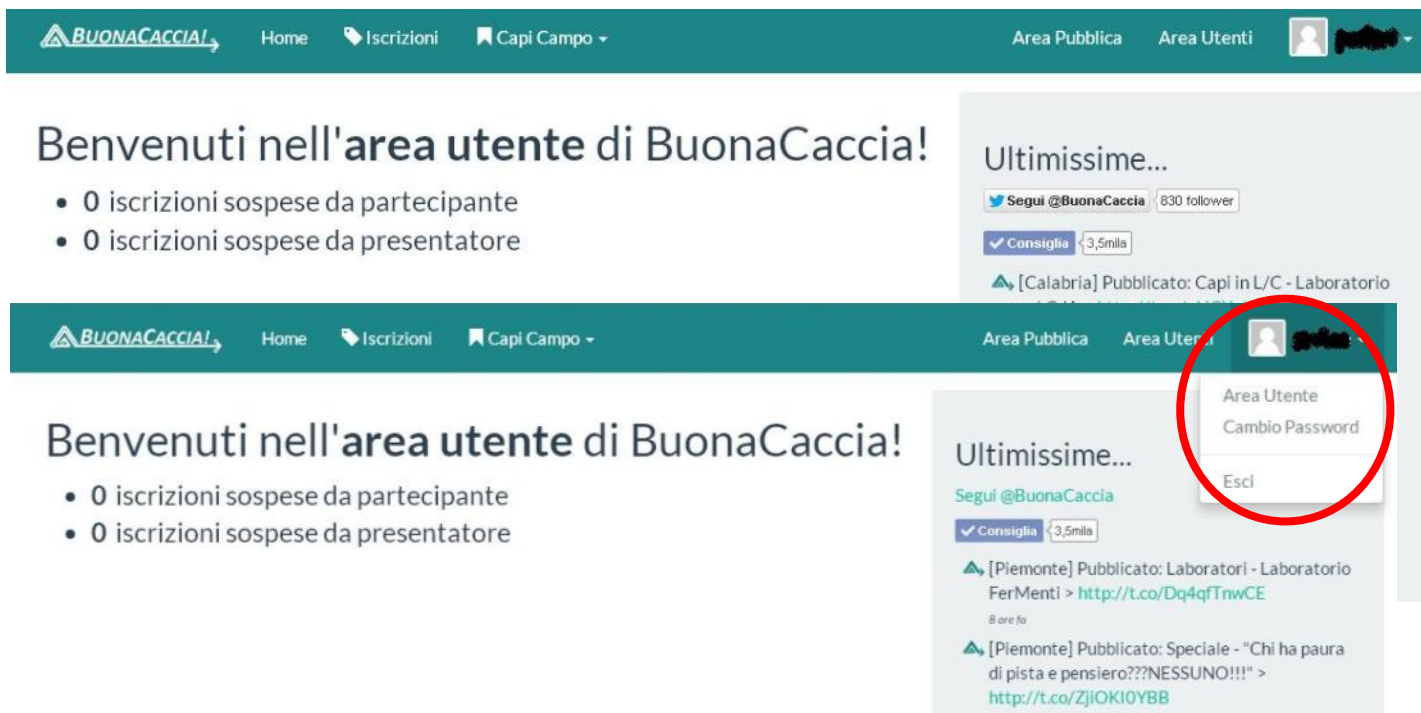 BUONACACCIA! Home Iscrizioni Capi Campo Area Pubblica Area Utenti
Benvenuti nell'area utente di BuonaCaccia!
• 0 iscrizioni sospese da partecipante
• 0 iscrizioni sospese da presentatore
Ultimissime...
Segui @BuonaCaccia 830 follower
Consiglia 3,5mila
[Calabria] Pubblicato: Capi in L/C - Laboratorio
BUONACACCIA! Home Iscrizioni Capi Campo Area Pubblica Area Utenti
Area Utente
Cambio Password
Esci
Benvenuti nell'area utente di BuonaCaccia!
• 0 iscrizioni sospese da partecipante
• 0 iscrizioni sospese da presentatore
Ultimissime...
Segui @BuonaCaccia
Consiglia 3,5mila
[Piemonte] Pubblicato: Laboratori - Laboratorio
FerMenti > http://t.co/Dq4qfTnwCE
8 ore fa
[Piemonte] Pubblicato: Speciale - "Chi ha paura
di pista e pensiero???NESSUNO!!!" >
http://t.co/ZjiOKI0YBB